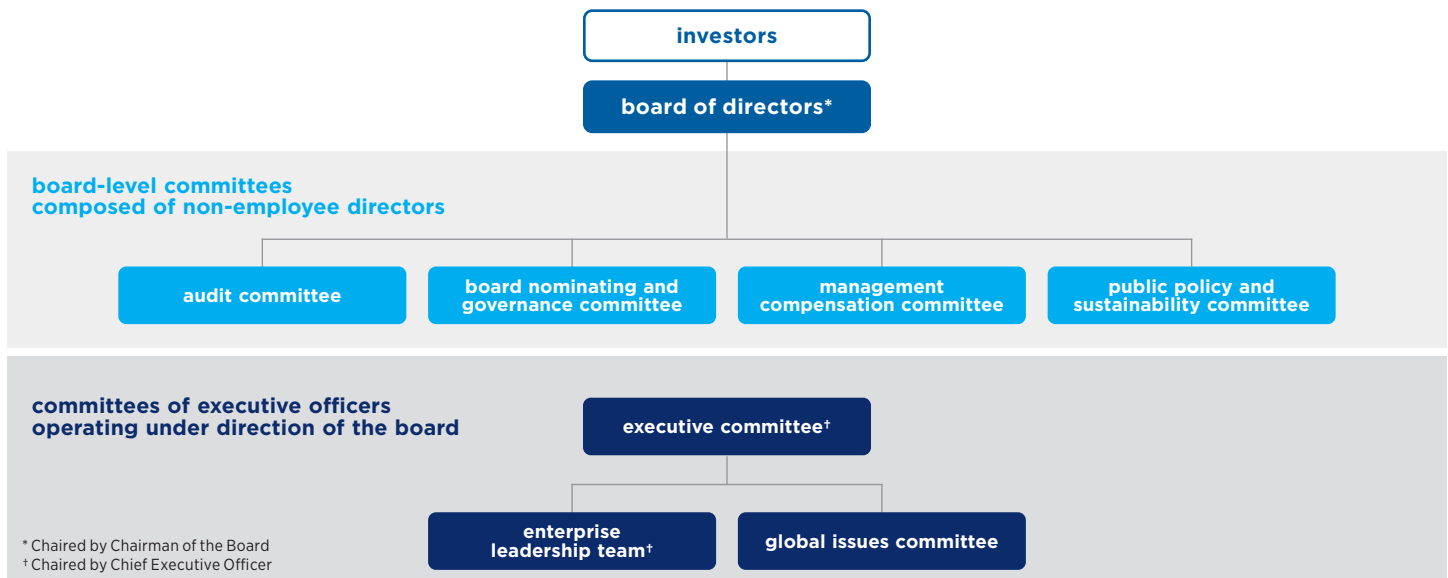 investors
board of directors*
board-level committees
composed of non-employee directors
audit committee
board nominating and
governance committee
management
compensation committee
public policy and
sustainability committee
committees of executive officers
operating under direction of the board
executive committee†
enterprise
leadership team†
global issues committee
* Chaired by Chairman of the Board
† Chaired by Chief Executive Officer